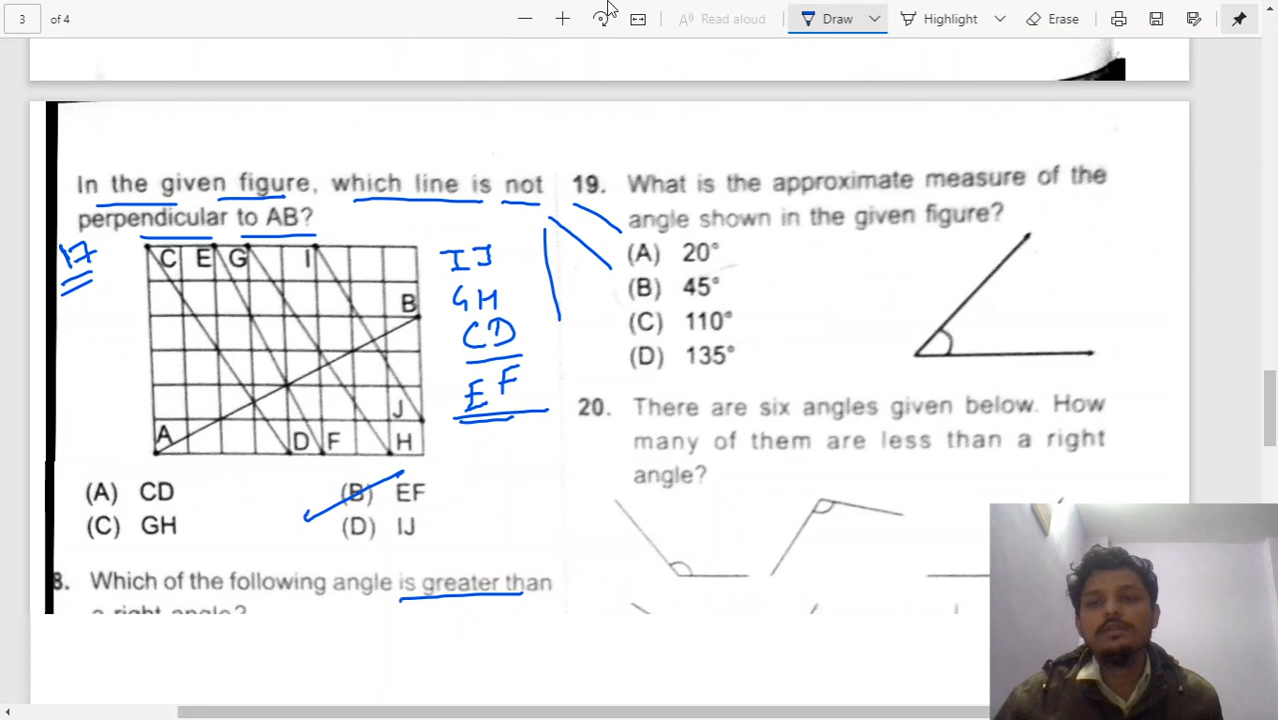 3 of 4
Read aloud
Draw
Highlight
Erase
In the given figure, which line is not
perpendicular to AB?
17
C E G I
B
A
J
D F H
IJ
GH
CD
EF
(A) CD
(B) EF
(C) GH
(D) IJ
8. Which of the following angle is greater than
a right angle?
19. What is the approximate measure of the
angle shown in the given figure?
(A) 20°
(B) 45°
(C) 110°
(D) 135°
20. There are six angles given below. How
many of them are less than a right
angle?